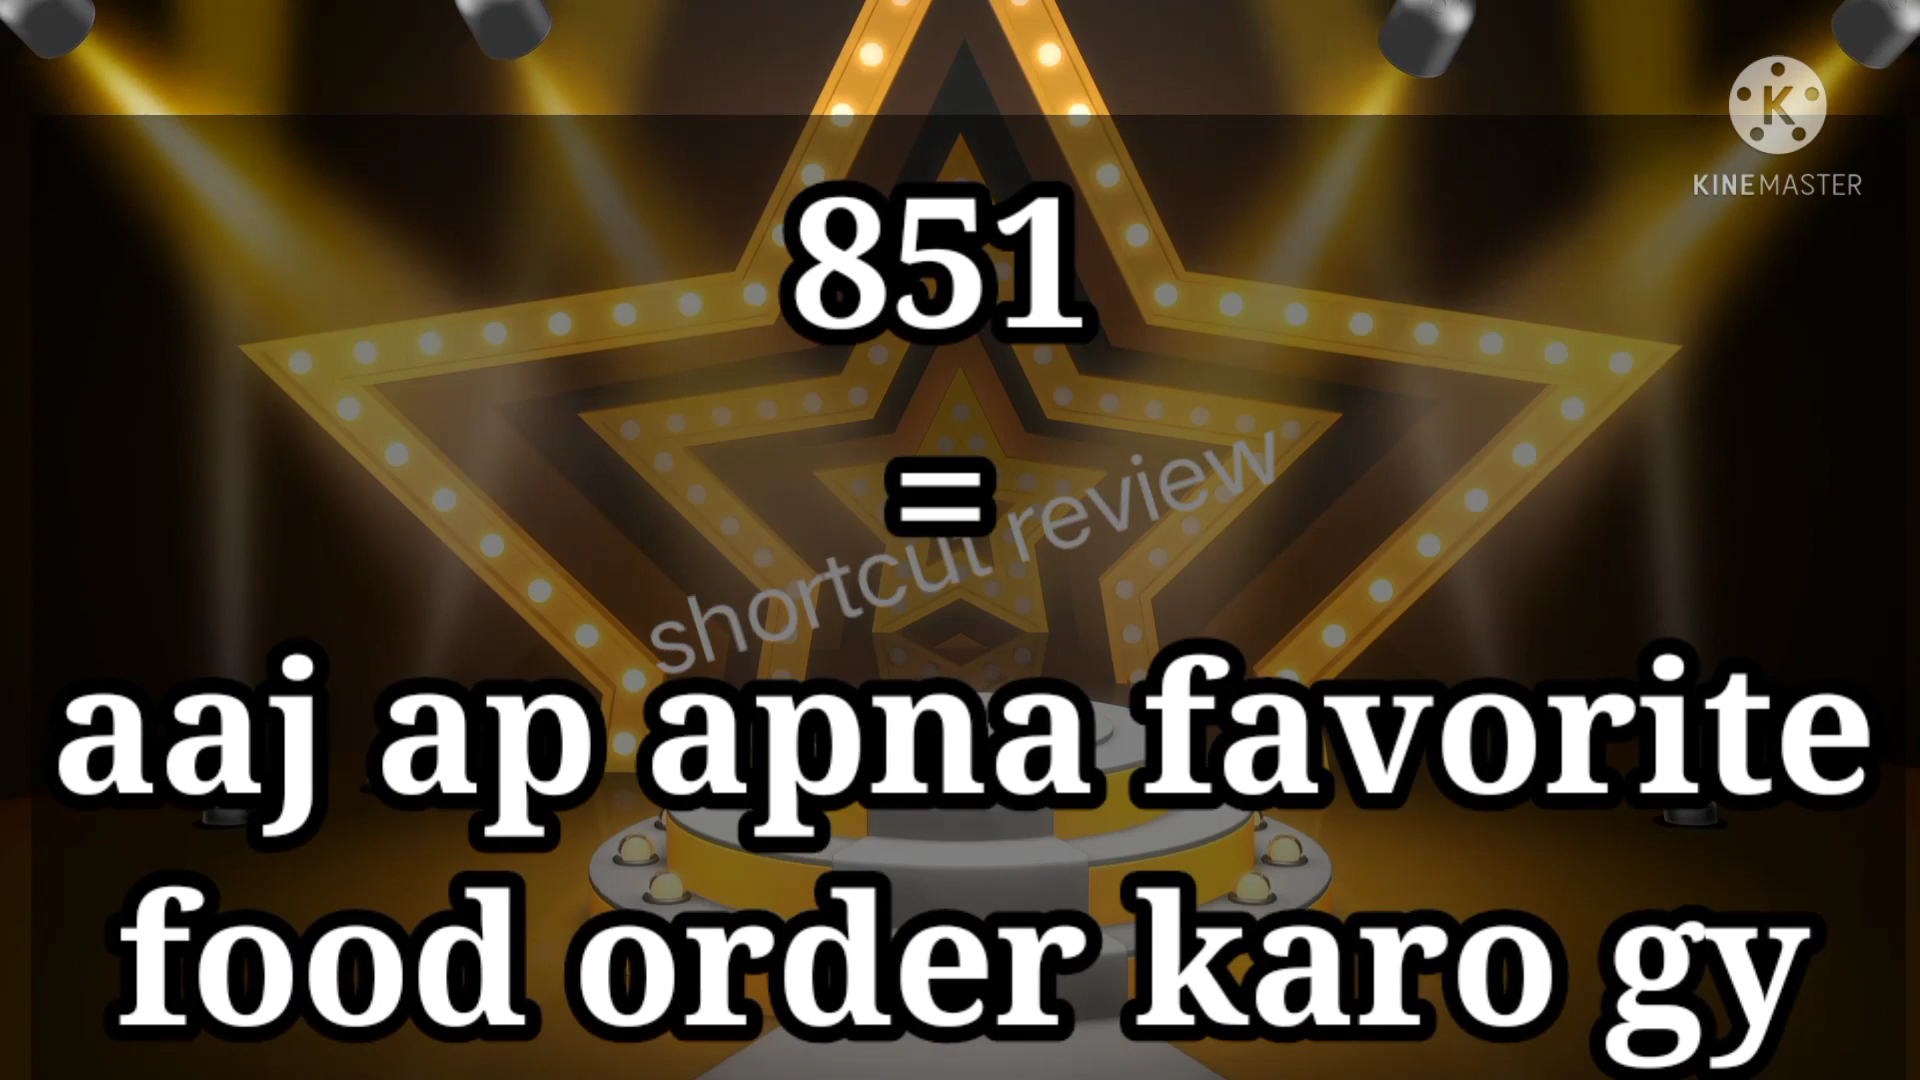 KINEMASTER
851
=
shortcut review
aaj ap apna favorite
food order karo gy